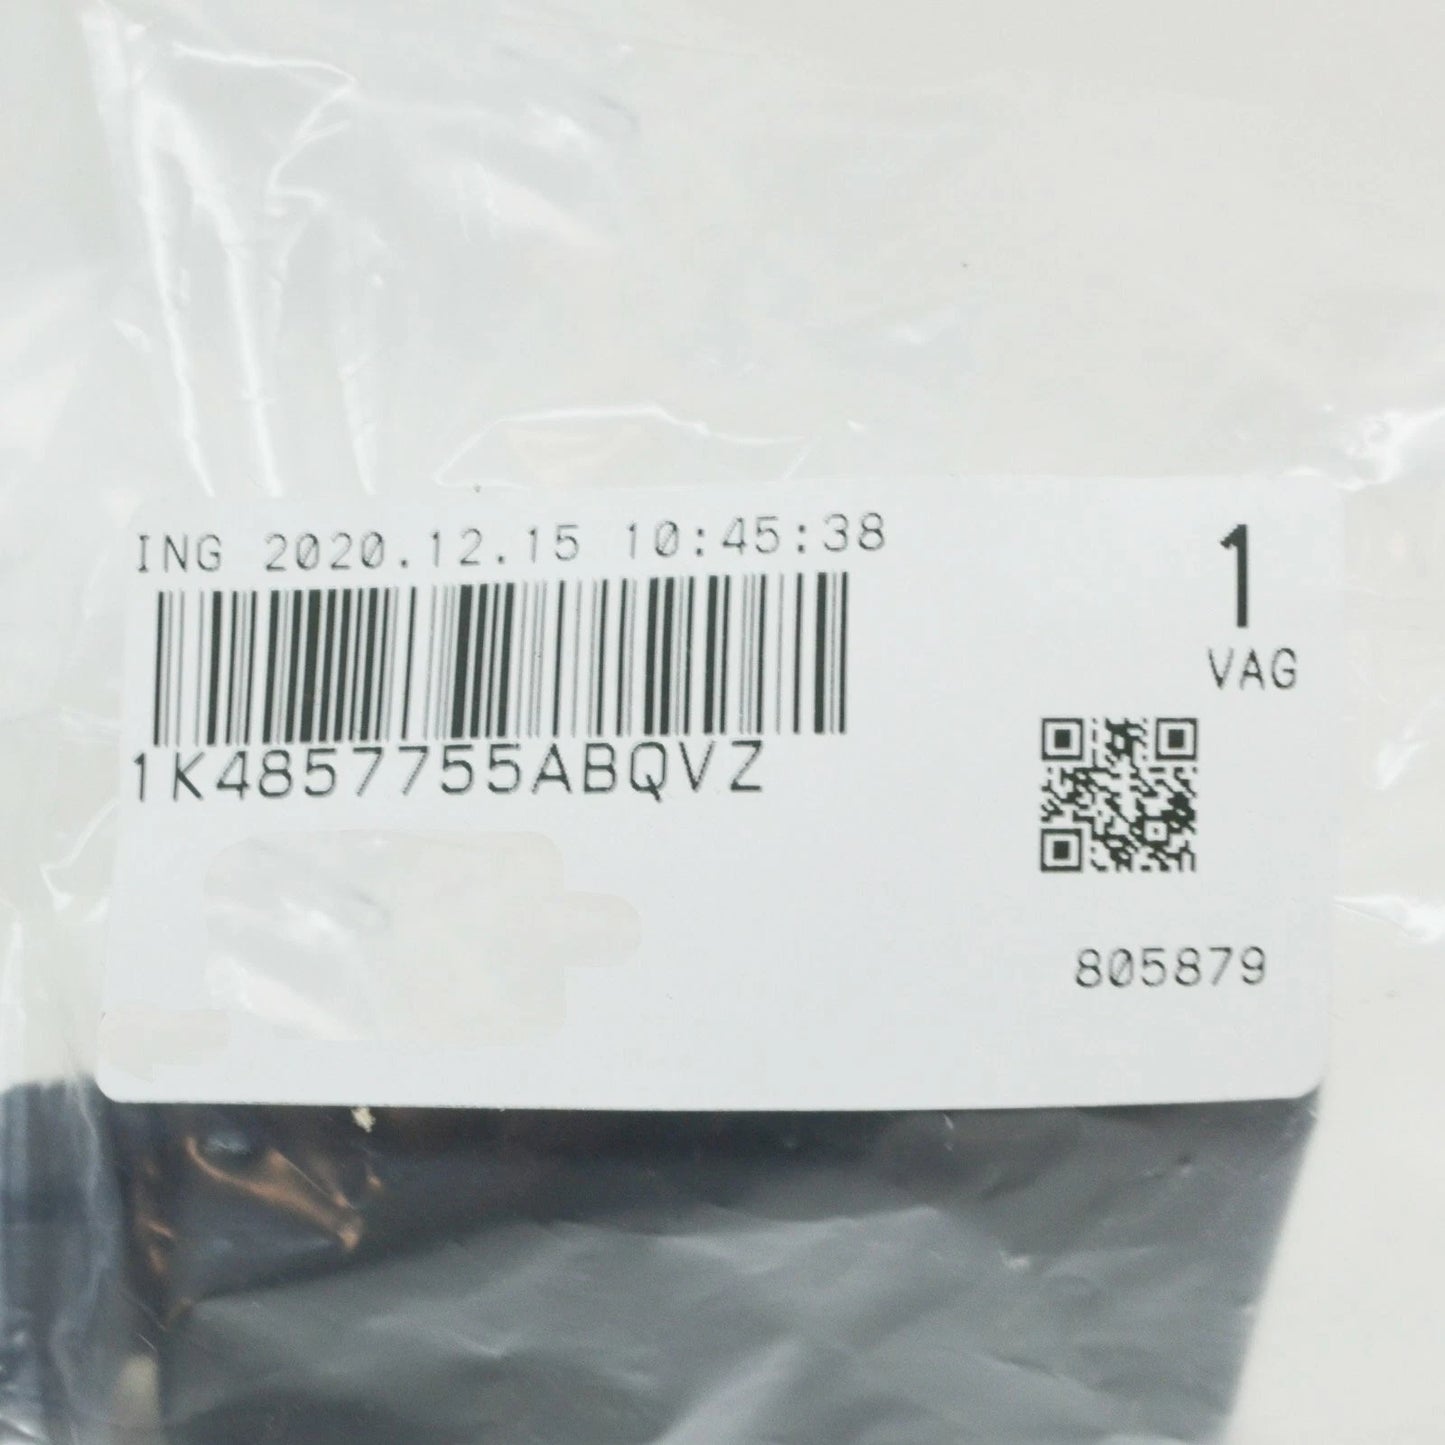 ING 2020.12.15 10:45:38
1
VAG
1K4857755ABQVZ
805879